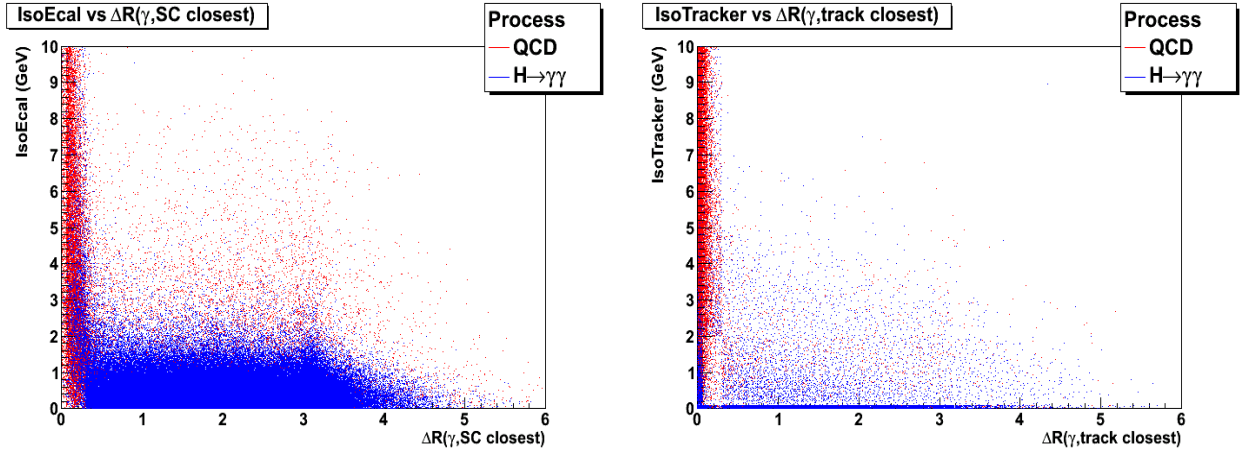 IsoEcal vs ΔR(γ,SC closest)
Process
QCD
H→γγ
IsoEcal (GeV)
10
9
8
7
6
5
4
3
2
1
0
0 1 2 3 4 5 6
ΔR(γ,SC closest)
IsoTracker vs ΔR(γ,track closest)
Process
QCD
H→γγ
IsoTracker (GeV)
10
9
8
7
6
5
4
3
2
1
0
0 1 2 3 4 5 6
ΔR(γ,track closest)